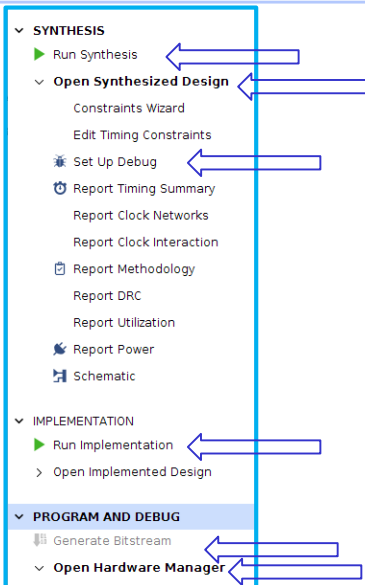 SYNTHESIS
Run Synthesis
Open Synthesized Design
Constraints Wizard
Edit Timing Constraints
Set Up Debug
Report Timing Summary
Report Clock Networks
Report Clock Interaction
Report Methodology
Report DRC
Report Utilization
Report Power
Schematic
IMPLEMENTATION
Run Implementation
Open Implemented Design
PROGRAM AND DEBUG
Generate Bitstream
Open Hardware Manager